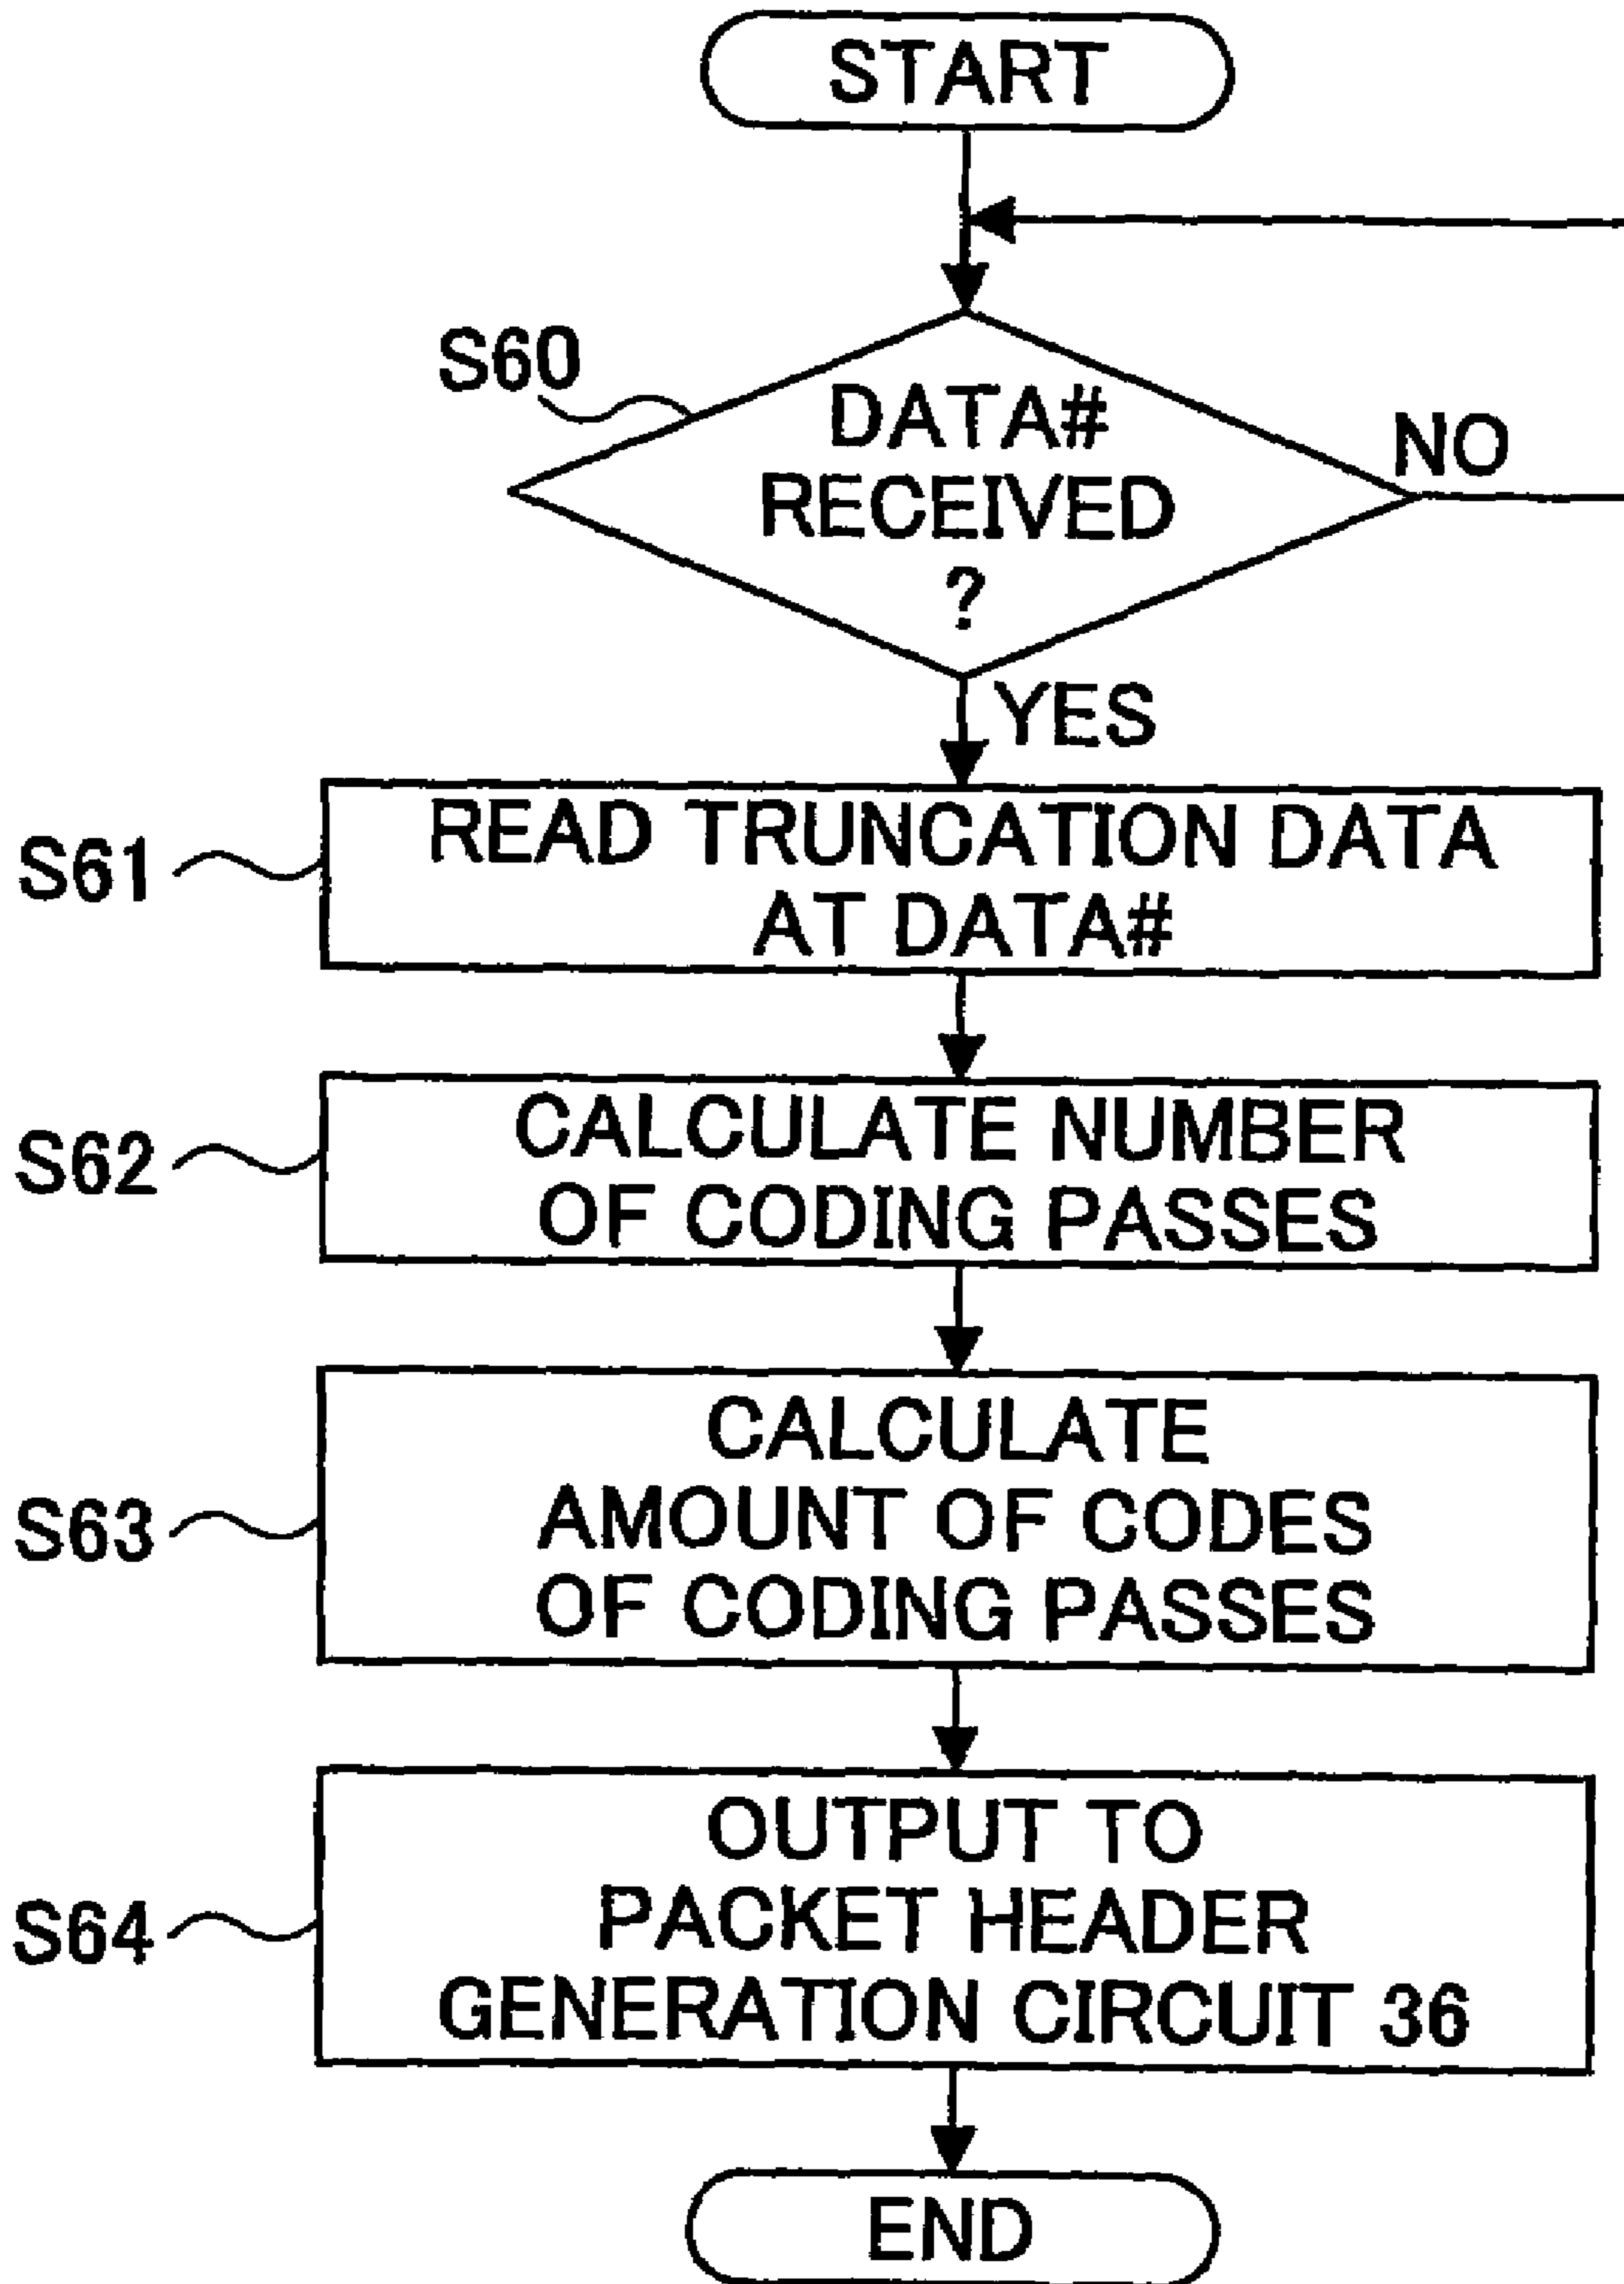 START
S60
DATA#
RECEIVED
?
NO
YES
S61
READ TRUNCATION DATA
AT DATA#
S62
CALCULATE NUMBER
OF CODING PASSES
S63
CALCULATE
AMOUNT OF CODES
OF CODING PASSES
S64
OUTPUT TO
PACKET HEADER
GENERATION CIRCUIT 36
END